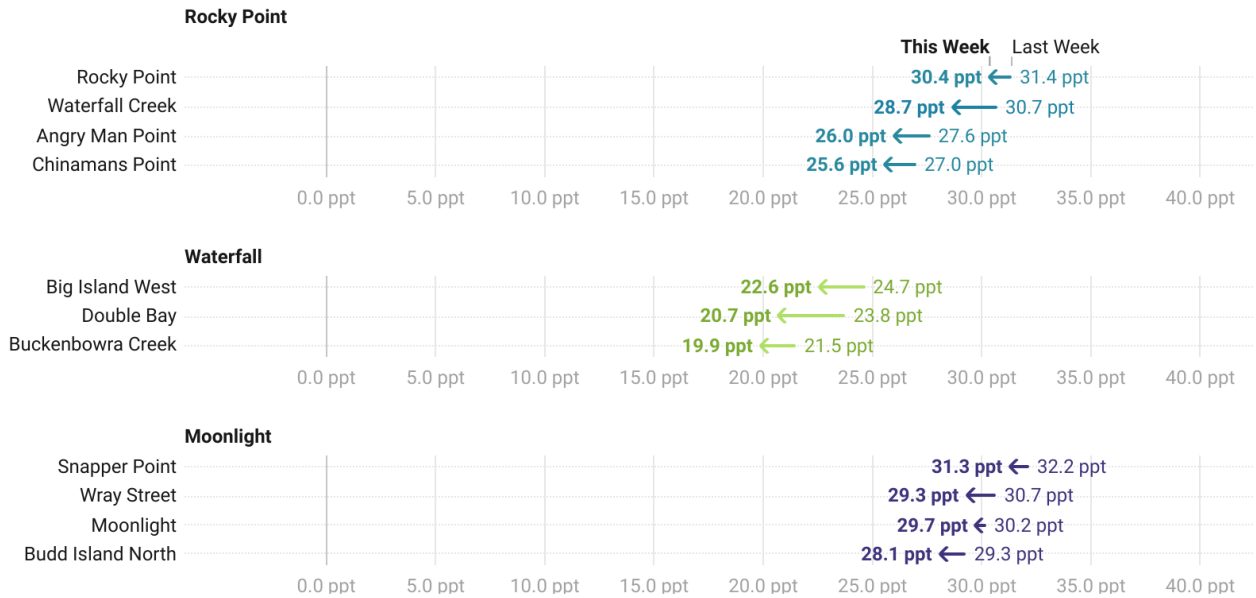 Rocky Point
This Week Last Week
Rocky Point 30.4 ppt 31.4 ppt
Waterfall Creek 28.7 ppt 30.7 ppt
Angry Man Point 26.0 ppt 27.6 ppt
Chinamans Point 25.6 ppt 27.0 ppt
0.0 ppt 5.0 ppt 10.0 ppt 15.0 ppt 20.0 ppt 25.0 ppt 30.0 ppt 35.0 ppt 40.0 ppt
Waterfall
Big Island West 22.6 ppt 24.7 ppt
Double Bay 20.7 ppt 23.8 ppt
Buckenbowra Creek 19.9 ppt 21.5 ppt
0.0 ppt 5.0 ppt 10.0 ppt 15.0 ppt 20.0 ppt 25.0 ppt 30.0 ppt 35.0 ppt 40.0 ppt
Moonlight
Snapper Point 31.3 ppt 32.2 ppt
Wray Street 29.3 ppt 30.7 ppt
Moonlight 29.7 ppt 30.2 ppt
Budd Island North 28.1 ppt 29.3 ppt
0.0 ppt 5.0 ppt 10.0 ppt 15.0 ppt 20.0 ppt 25.0 ppt 30.0 ppt 35.0 ppt 40.0 ppt